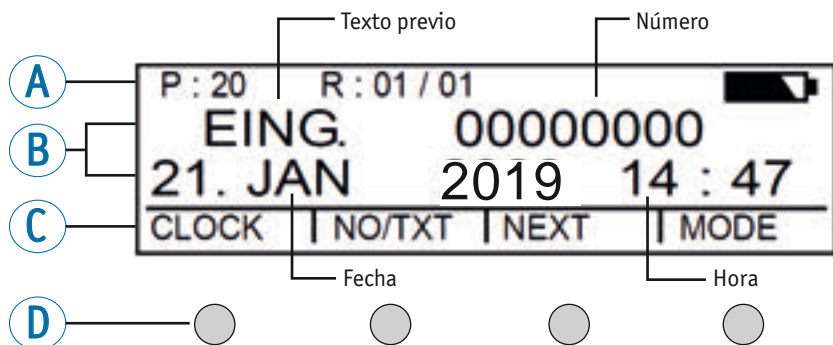 Texto previo Número
A P : 20 R : 01 / 01
B EING. 00000000
21. JAN 2019 14 : 47
C CLOCK | NO/TXT | NEXT | MODE
Fecha Hora
D